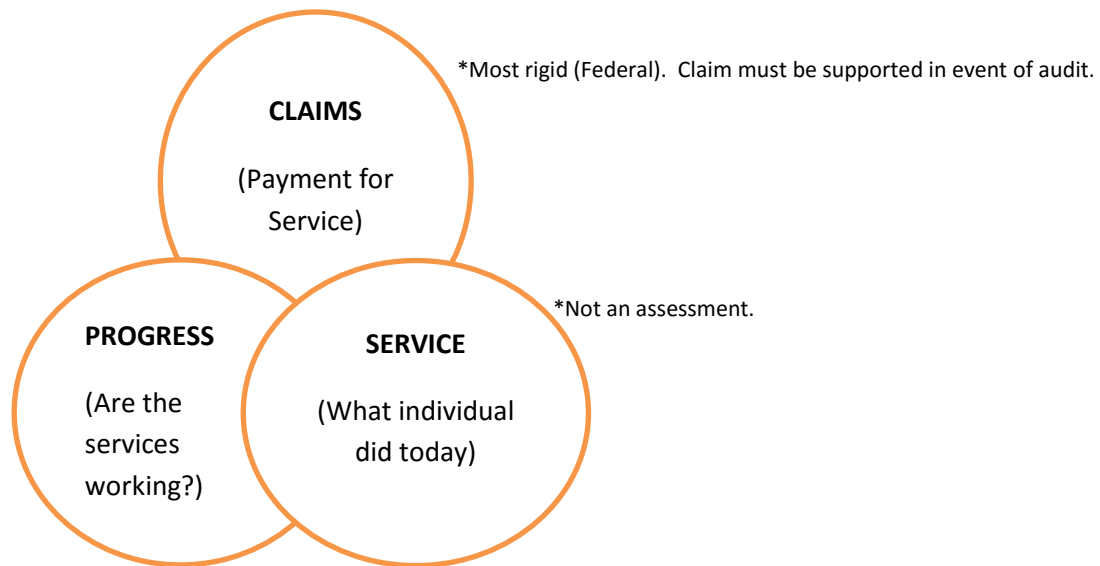 *Most rigid (Federal).  Claim must be supported in event of audit.
CLAIMS
(Payment for
Service)
*Not an assessment.
PROGRESS
(Are the
services
working?)
SERVICE
(What individual
did today)